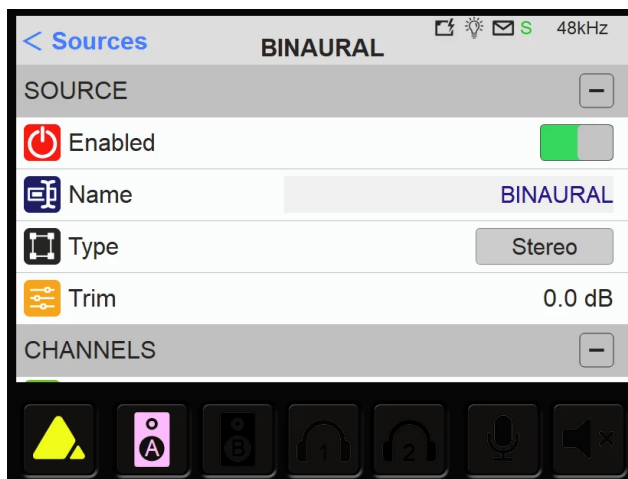 < Sources
BINAURAL
S 48kHz
SOURCE
Enabled
Name BINAURAL
Type Stereo
Trim 0.0 dB
CHANNELS
A B 1 2